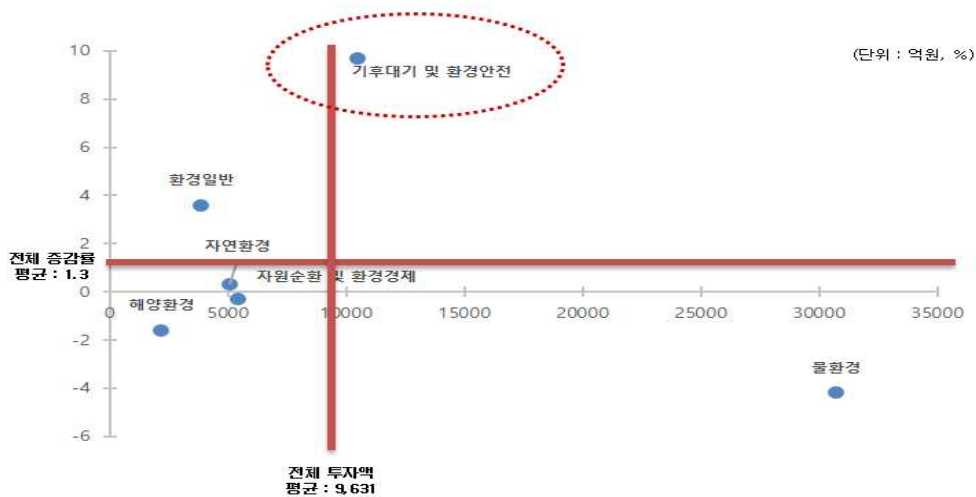 10
(단위 : 억원, %)
기후대기 및 환경안전
8
6
환경일반
4
자연환경
2
전체 증감률
평균 : 1.3
자원순환 및 환경경제
0
해양환경
0 5000 10000 15000 20000 25000 30000 35000
-2
물환경
-4
-6
전체 투자액
평균 : 9,631